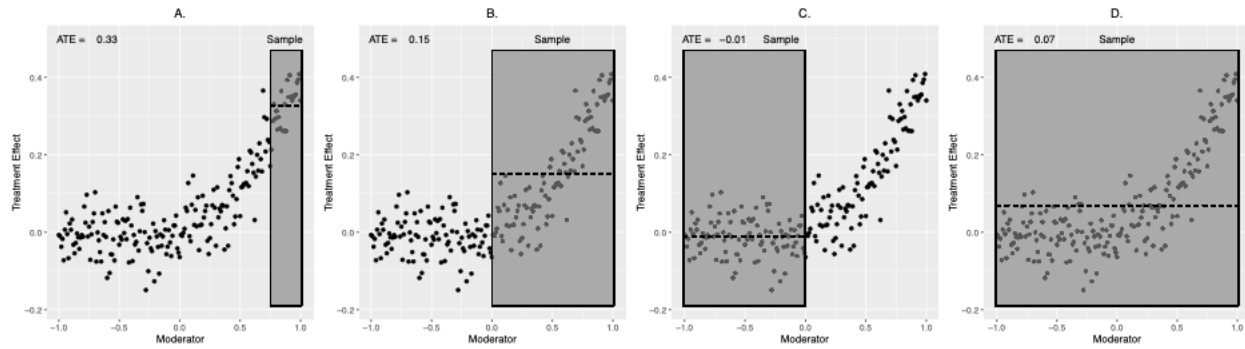 A.
ATE = 0.33 Sample
Treatment Effect
0.4
0.2
0.0
−0.2
−1.0 −0.5 0.0 0.5 1.0
Moderator
B.
ATE = 0.15 Sample
Treatment Effect
0.4
0.2
0.0
−0.2
−1.0 −0.5 0.0 0.5 1.0
Moderator
C.
ATE = −0.01 Sample
Treatment Effect
0.4
0.2
0.0
−0.2
−1.0 −0.5 0.0 0.5 1.0
Moderator
D.
ATE = 0.07 Sample
Treatment Effect
0.4
0.2
0.0
−0.2
−1.0 −0.5 0.0 0.5 1.0
Moderator